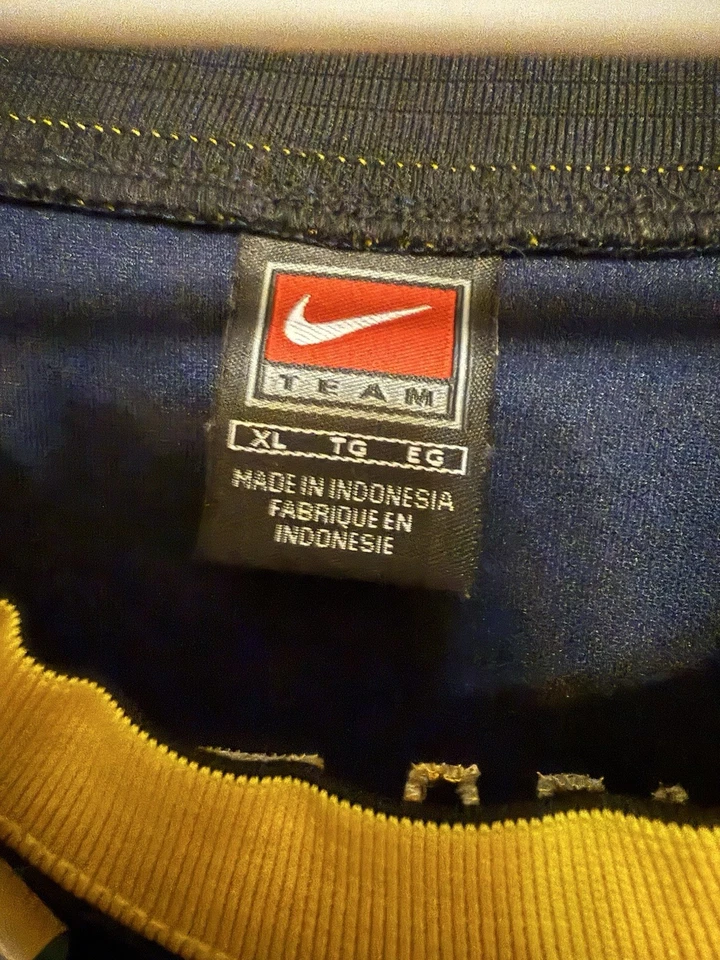 TEAM
XL TG EG
MADE IN INDONESIA
FABRIQUE EN
INDONESIE